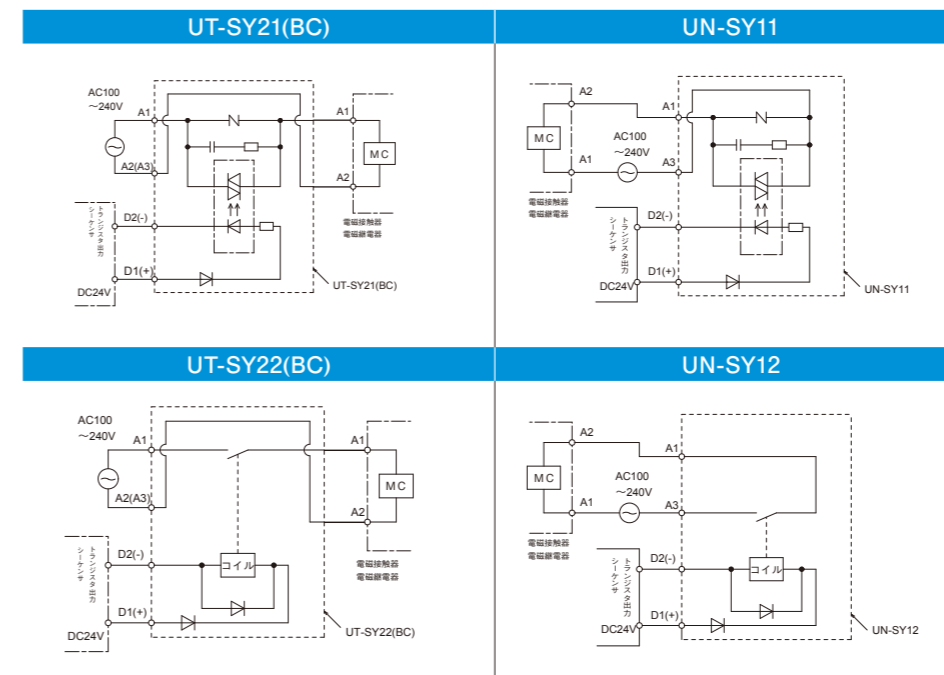 UT-SY21(BC)
UN-SY11
AC100
～240V
A1
A2(A3)
A1
MC
A2
電磁接触器
電磁継電器
トランジスタ出力
シーケンサ
D2(-)
D1(+)
DC24V
UT-SY21(BC)
A2
MC
A1
電磁接触器
電磁継電器
AC100
～240V
A1
A3
トランジスタ出力
シーケンサ
D2(-)
D1(+)
DC24V
UN-SY11
UT-SY22(BC)
UN-SY12
AC100
～240V
A1
A2(A3)
A1
MC
A2
電磁接触器
電磁継電器
トランジスタ出力
シーケンサ
D2(-)
コイル
D1(+)
DC24V
UT-SY22(BC)
A2
MC
A1
電磁接触器
電磁継電器
AC100
～240V
A1
A3
トランジスタ出力
シーケンサ
D2(-)
コイル
D1(+)
DC24V
UN-SY12